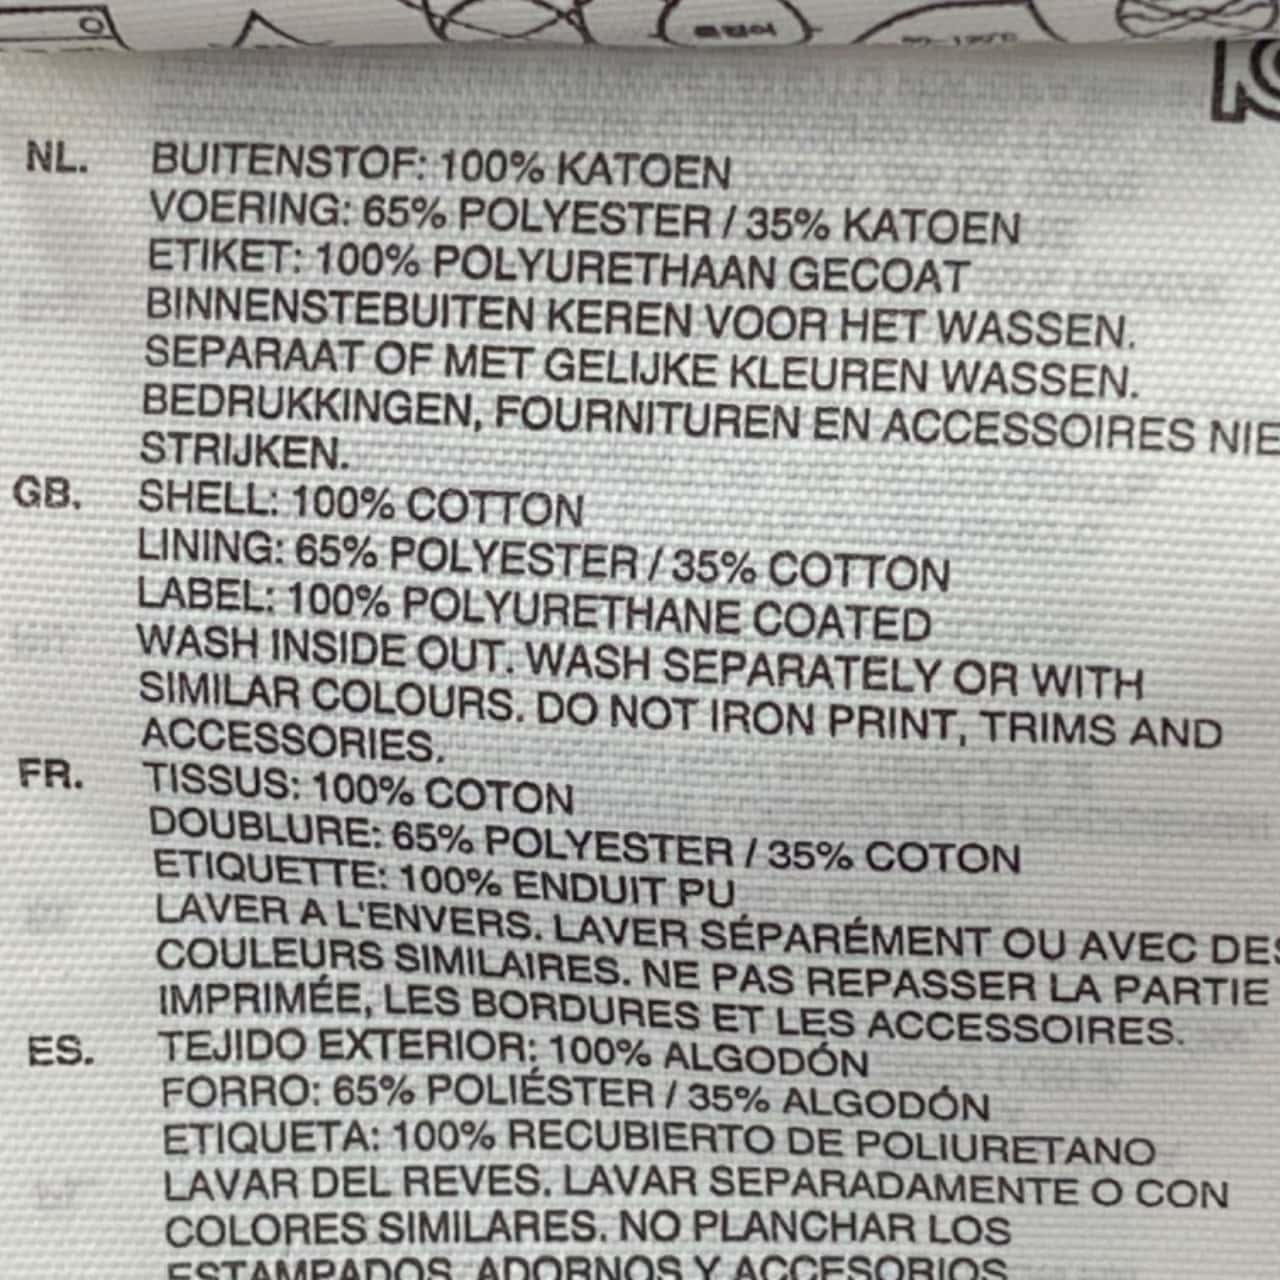 NL. BUITENSTOF: 100% KATOEN
VOERING: 65% POLYESTER / 35% KATOEN
ETIKET: 100% POLYURETHAAN GECOAT
BINNENSTEBUITEN KEREN VOOR HET WASSEN.
SEPARAAT OF MET GELIJKE KLEUREN WASSEN.
BEDRUKKINGEN, FOURNITUREN EN ACCESSOIRES NIE
STRIJKEN.
GB. SHELL: 100% COTTON
LINING: 65% POLYESTER / 35% COTTON
LABEL: 100% POLYURETHANE COATED
WASH INSIDE OUT. WASH SEPARATELY OR WITH
SIMILAR COLOURS. DO NOT IRON PRINT, TRIMS AND
ACCESSORIES.
FR. TISSUS: 100% COTON
DOUBLURE: 65% POLYESTER / 35% COTON
ETIQUETTE: 100% ENDUIT PU
LAVER A L'ENVERS. LAVER SÉPARÉMENT OU AVEC DES
COULEURS SIMILAIRES. NE PAS REPASSER LA PARTIE
IMPRIMÉE, LES BORDURES ET LES ACCESSOIRES.
ES. TEJIDO EXTERIOR: 100% ALGODÓN
FORRO: 65% POLIÉSTER / 35% ALGODÓN
ETIQUETA: 100% RECUBIERTO DE POLIURETANO
LAVAR DEL REVES. LAVAR SEPARADAMENTE O CON
COLORES SIMILARES. NO PLANCHAR LOS
ESTAMPADOS, ADORNOS Y ACCESORIOS